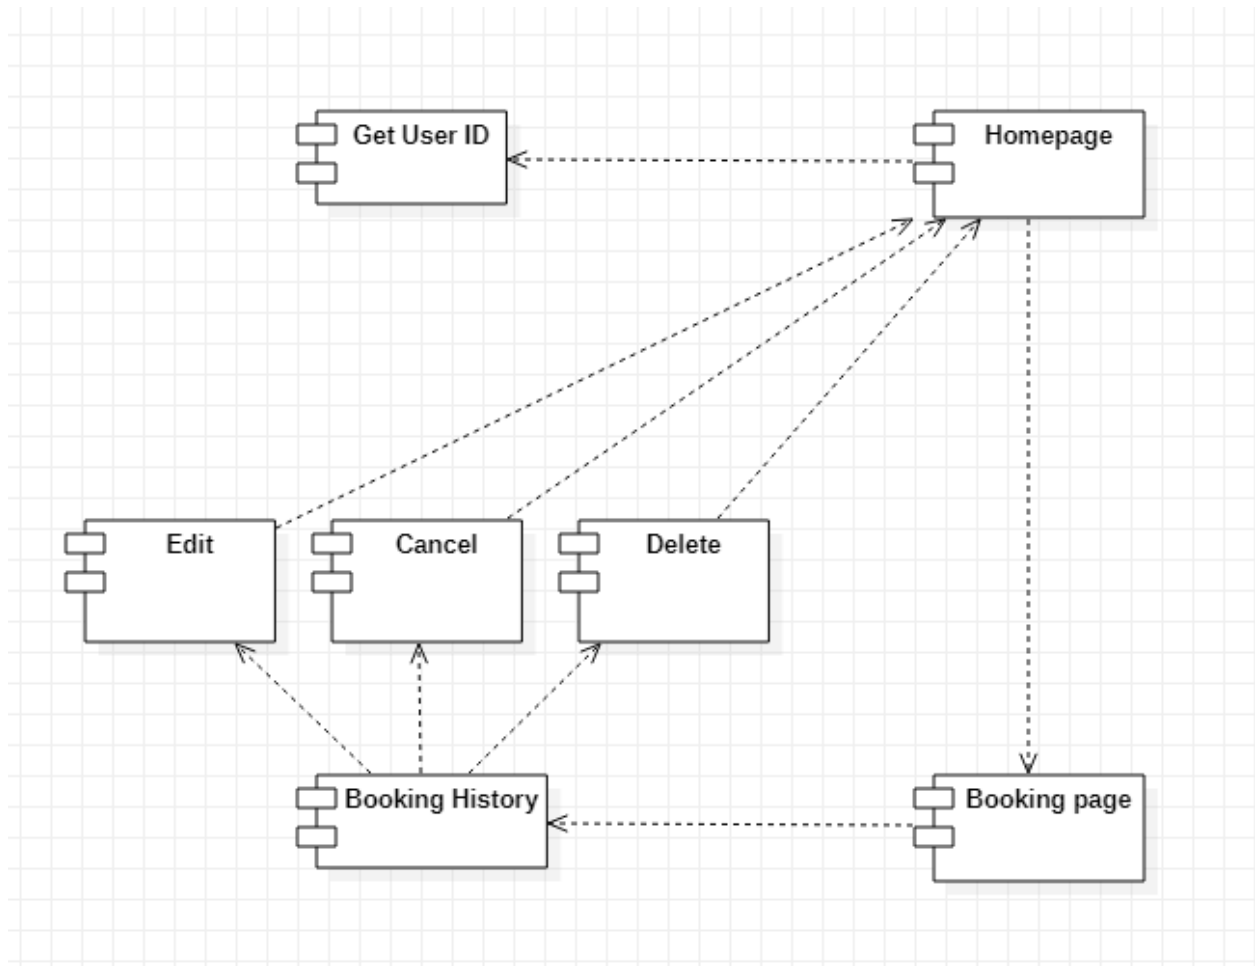 Get User ID
Homepage
Edit
Cancel
Delete
Booking History
Booking page